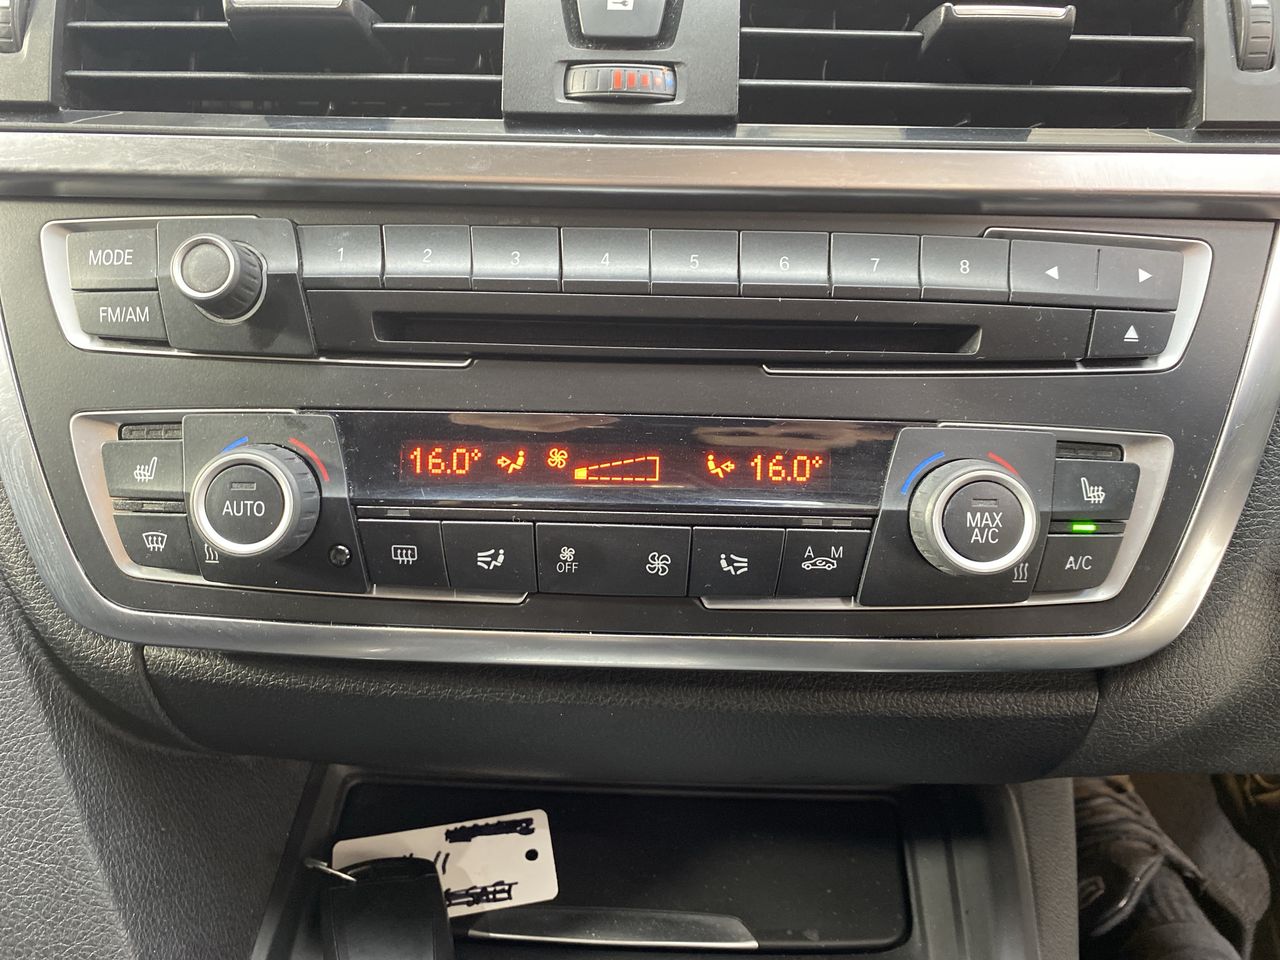 MODE
1 2 3 4 5 6 7 8
FM/AM
16.0° 16.0°
AUTO
MAX
A/C
OFF
A M
A/C